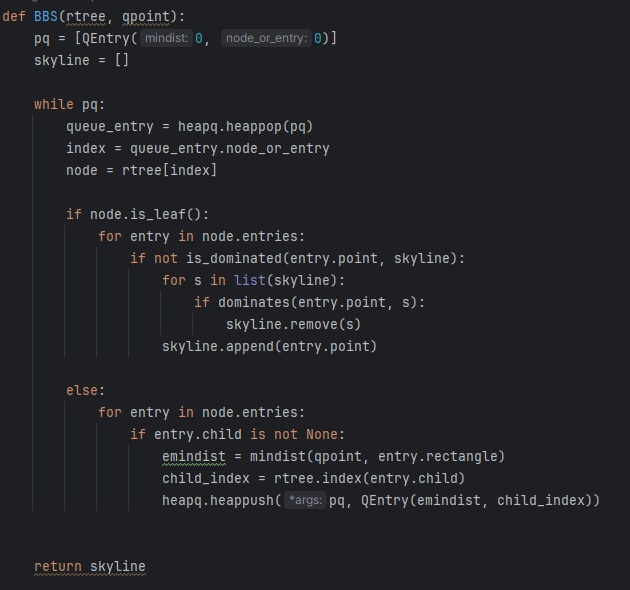 def BBS(rtree, qpoint):
    pq = [QEntry( mindist: 0, node_or_entry: 0)]
    skyline = []
    while pq:
        queue_entry = heapq.heappop(pq)
        index = queue_entry.node_or_entry
        node = rtree[index]
        if node.is_leaf():
            for entry in node.entries:
                if not is_dominated(entry.point, skyline):
                    for s in list(skyline):
                        if dominates(entry.point, s):
                            skyline.remove(s)
                    skyline.append(entry.point)
        else:
            for entry in node.entries:
                if entry.child is not None:
                    emindist = mindist(qpoint, entry.rectangle)
                    child_index = rtree.index(entry.child)
                    heapq.heappush( *args: pq, QEntry(emindist, child_index))
    return skyline